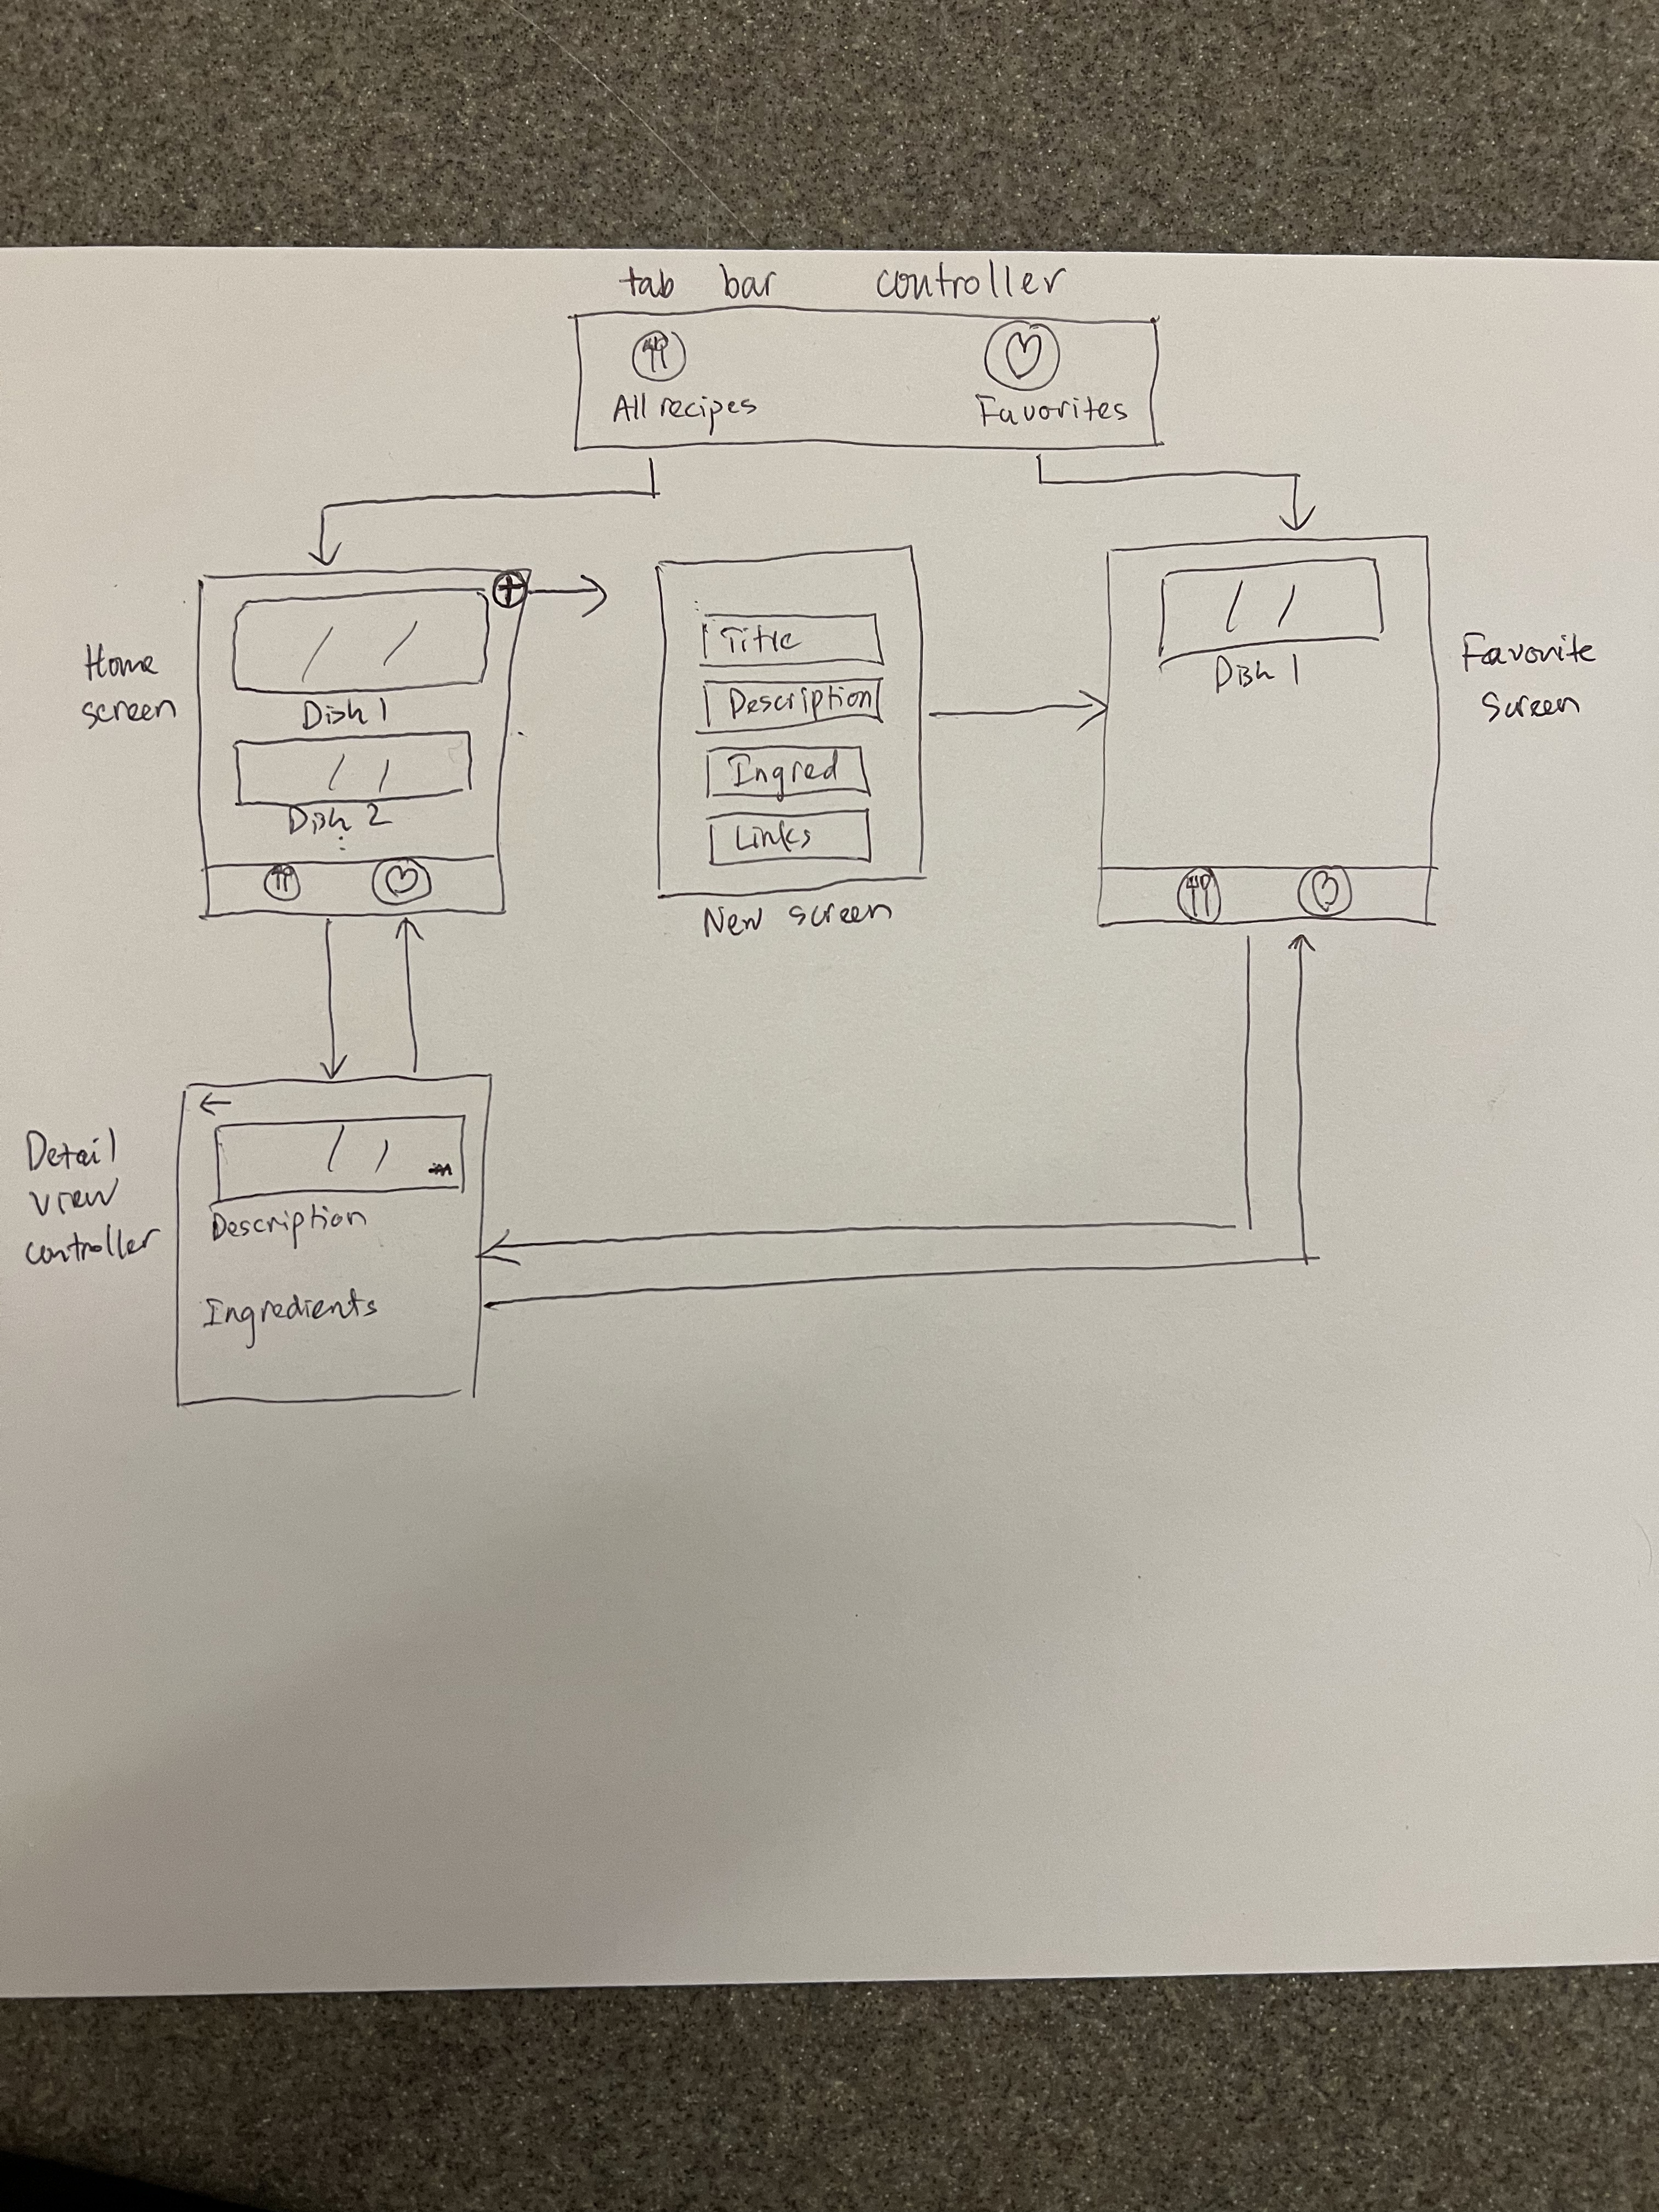 tab bar controller
All recipes
Favorites
Home
screen
Dish 1
Dish 2
Title
Description
Ingred
Links
New screen
Dish 1
Favorite
Screen
Detail
view
controller
Description
Ingredients